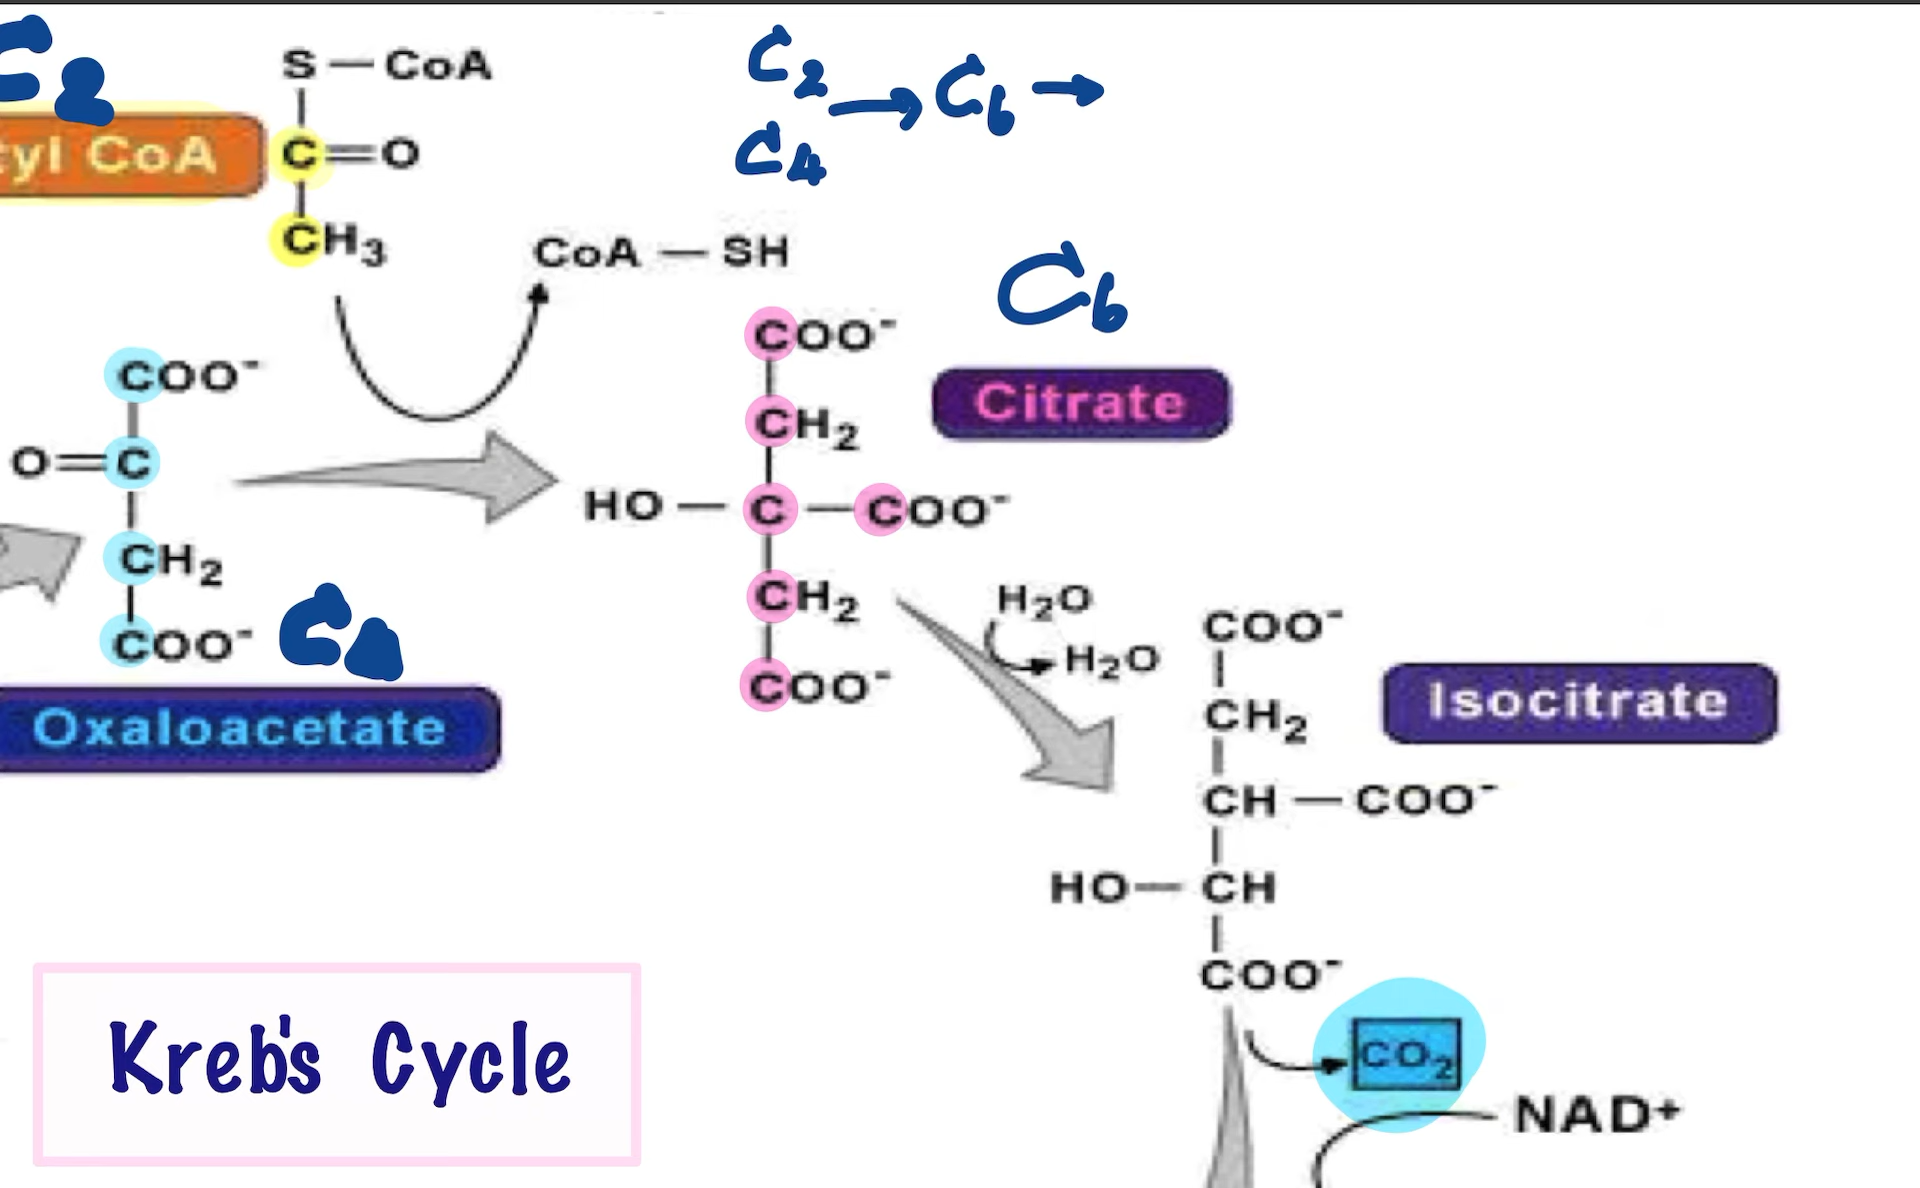 C2
S — CoA
tyl CoA
C=O
CH3
C2
C4
→ C6 →
CoA — SH
C6
COO-
O=C
CH2
COO-
C4
Oxaloacetate
COO-
CH2
HO — C — COO-
CH2
COO-
Citrate
H2O
H2O
COO-
CH2
CH — COO-
HO — CH
COO-
Isocitrate
CO2
NAD+
Kreb's Cycle